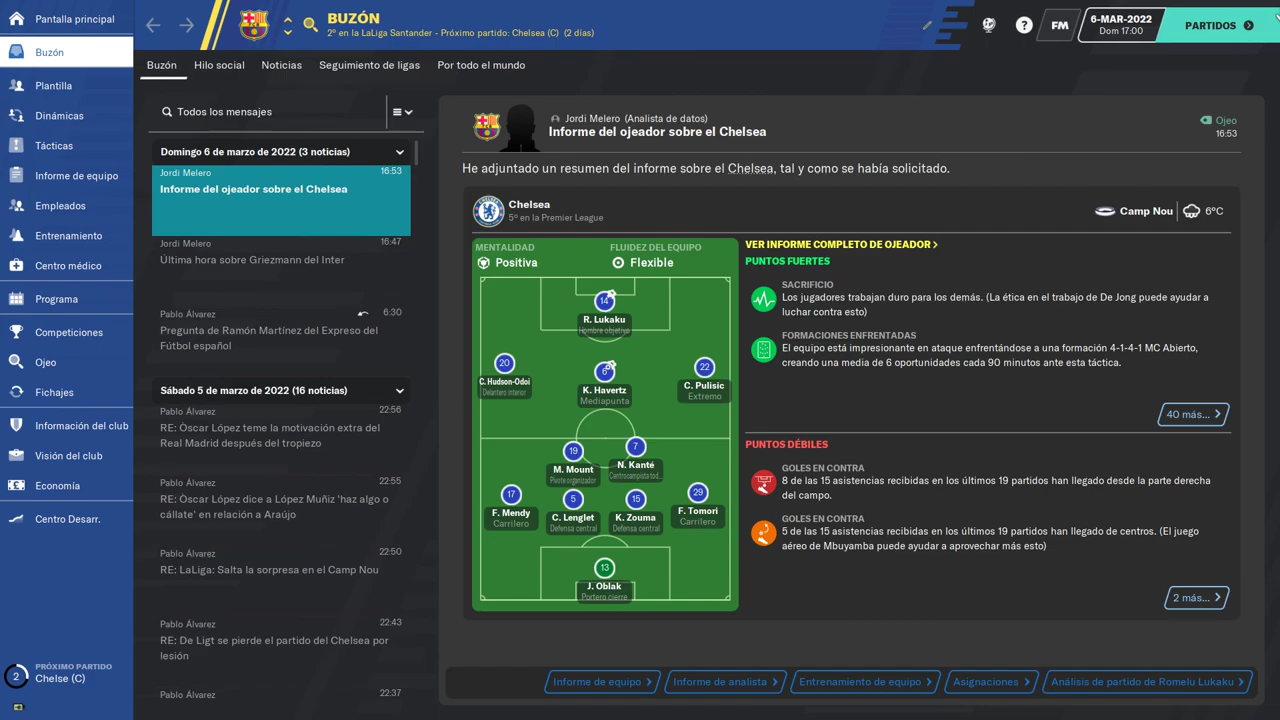 Pantalla principal
Buzón
Plantilla
Dinámicas
Tácticas
Informe de equipo
Empleados
Entrenamiento
Centro médico
Programa
Competiciones
Ojeo
Fichajes
Información del club
Visión del club
Economía
Centro Desarr.
2
PRÓXIMO PARTIDO
Chelse (C)
BUZÓN
2º en la LaLiga Santander - Próximo partido: Chelsea (C) (2 días)
?
FM
6-MAR-2022
Dom 17:00
PARTIDOS
Buzón
Hilo social
Noticias
Seguimiento de ligas
Por todo el mundo
Todos los mensajes
Domingo 6 de marzo de 2022 (3 noticias)
Jordi Melero 16:53
Informe del ojeador sobre el Chelsea
Jordi Melero 16:47
Última hora sobre Griezmann del Inter
Pablo Álvarez 6:30
Pregunta de Ramón Martínez del Expreso del
Fútbol español
Sábado 5 de marzo de 2022 (16 noticias)
Pablo Álvarez 22:56
RE: Òscar López teme la motivación extra del
Real Madrid después del tropiezo
Pablo Álvarez 22:55
RE: Òscar López dice a López Muñiz 'haz algo o
cállate' en relación a Araújo
Pablo Álvarez 22:50
RE: LaLiga: Salta la sorpresa en el Camp Nou
Pablo Álvarez 22:43
RE: De Ligt se pierde el partido del Chelsea por
lesión
Pablo Álvarez 22:37
Jordi Melero (Analista de datos)
Informe del ojeador sobre el Chelsea
Ojeo
16:53
He adjuntado un resumen del informe sobre el Chelsea, tal y como se había solicitado.
Chelsea
5º en la Premier League
Camp Nou
6°C
MENTALIDAD
Positiva
FLUIDEZ DEL EQUIPO
Flexible
14
R. Lukaku
Hombre objetivo
20
C. Hudson-Odoi
Delantero interior
6
K. Havertz
Mediapunta
22
C. Pulisic
Extremo
19
M. Mount
Pivote organizador
7
N. Kanté
Centrocampista tod...
17
F. Mendy
Carrilero
5
C. Lenglet
Defensa central
15
K. Zouma
Defensa central
29
F. Tomori
Carrilero
13
J. Oblak
Portero cierre
VER INFORME COMPLETO DE OJEADOR >
PUNTOS FUERTES
SACRIFICIO
Los jugadores trabajan duro para los demás. (La ética en el trabajo de De Jong puede ayudar a
luchar contra esto)
FORMACIONES ENFRENTADAS
El equipo está impresionante en ataque enfrentándose a una formación 4-1-4-1 MC Abierto,
creando una media de 6 oportunidades cada 90 minutos ante esta táctica.
40 más...
PUNTOS DÉBILES
GOLES EN CONTRA
8 de las 15 asistencias recibidas en los últimos 19 partidos han llegado desde la parte derecha
del campo.
GOLES EN CONTRA
5 de las 15 asistencias recibidas en los últimos 19 partidos han llegado de centros. (El juego
aéreo de Mbuyamba puede ayudar a aprovechar más esto)
2 más...
Informe de equipo
Informe de analista
Entrenamiento de equipo
Asignaciones
Análisis de partido de Romelu Lukaku